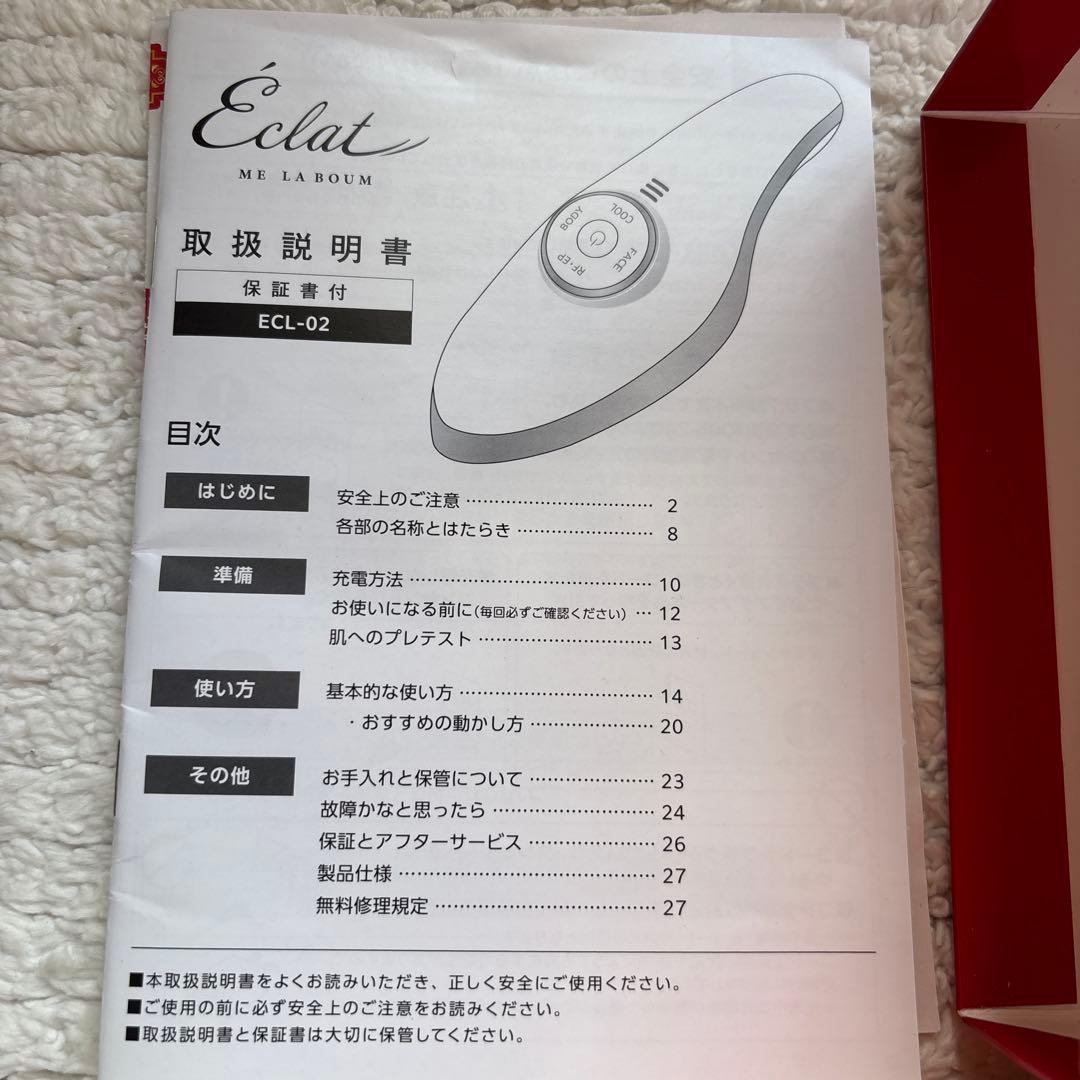 Éclat
ME LA BOUM
取扱説明書
保証書付
ECL-02
BODY
COOL
FACE
RF・EP
目次
はじめに
安全上のご注意 …………………………… 2
各部の名称とはたらき …………………… 8
準備
充電方法 …………………………………… 10
お使いになる前に(毎回必ずご確認ください) … 12
肌へのプレテスト ………………………… 13
使い方
基本的な使い方 …………………………… 14
・おすすめの動かし方 ………………… 20
その他
お手入れと保管について ………………… 23
故障かなと思ったら ……………………… 24
保証とアフターサービス ………………… 26
製品仕様 …………………………………… 27
無料修理規定 ……………………………… 27
■本取扱説明書をよくお読みいただき、正しく安全にご使用ください。
■ご使用の前に必ず安全上のご注意をお読みください。
■取扱説明書と保証書は大切に保管してください。